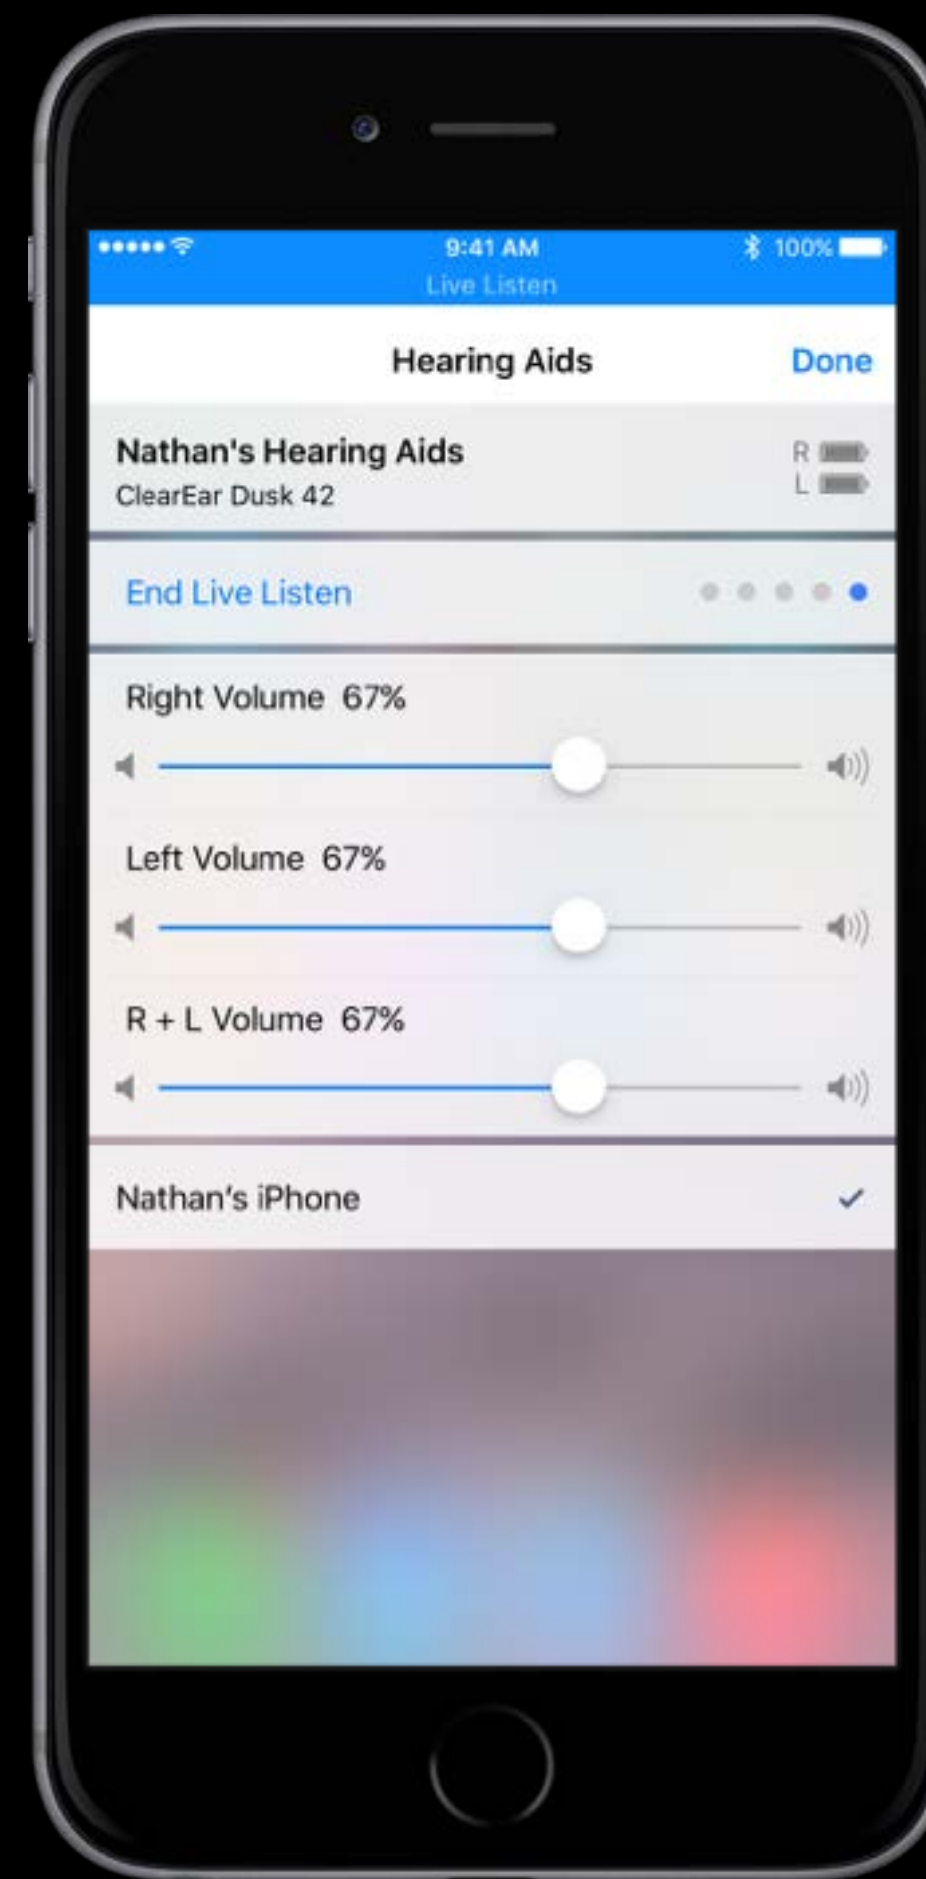 9:41 AM 100%
Live Listen
Hearing Aids Done
Nathan's Hearing Aids R
ClearEar Dusk 42 L
End Live Listen
Right Volume 67%
Left Volume 67%
R + L Volume 67%
Nathan's iPhone